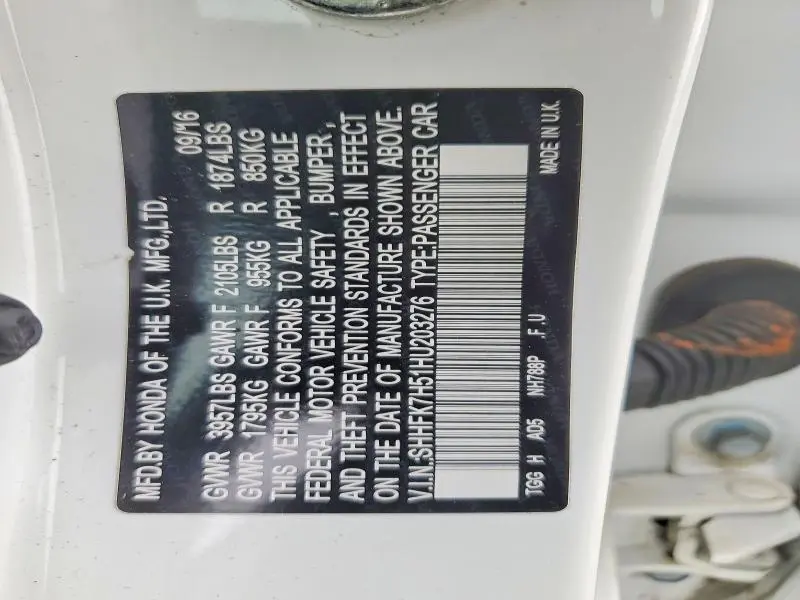 MFD.BY HONDA OF THE U.K. MFG.,LTD. 09/16
GVWR 3957LBS GAWR F 2105LBS R 1874LBS
GVWR 1795KG GAWR F 955KG R 850KG
THIS VEHICLE CONFORMS TO ALL APPLICABLE
FEDERAL MOTOR VEHICLE SAFETY , BUMPER ,
AND THEFT PREVENTION STANDARDS IN EFFECT
ON THE DATE OF MANUFACTURE SHOWN ABOVE.
V.I.N.:SHHFK7H51HU203276 TYPE:PASSENGER CAR
TGG H AD5 NH788P .F .U MADE IN U.K.